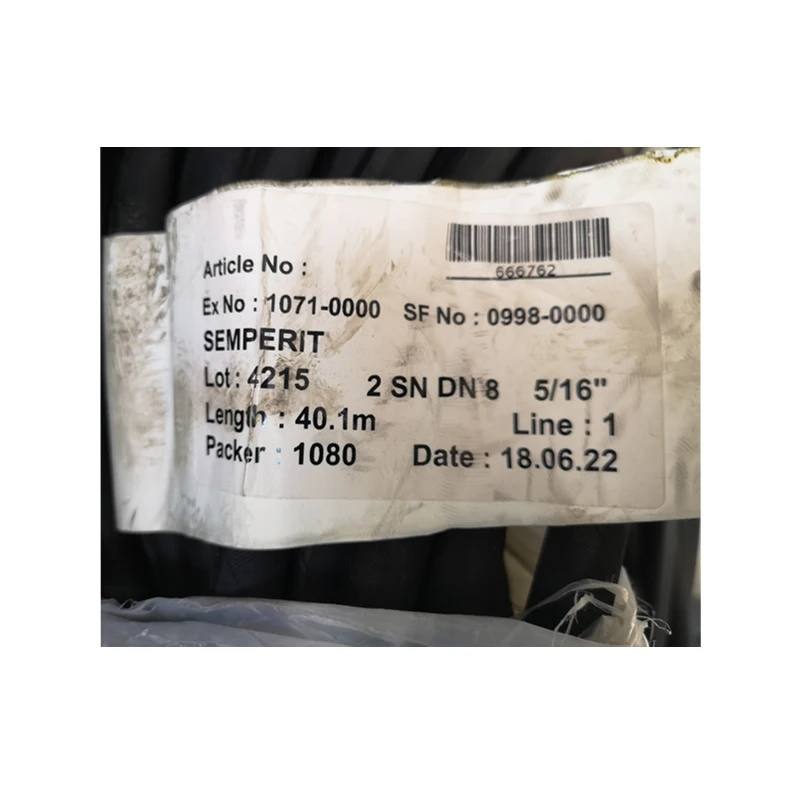 666762
Article No :
Ex No : 1071-0000 SF No : 0998-0000
SEMPERIT
Lot : 4215 2 SN DN 8 5/16"
Length : 40.1m Line : 1
Packer : 1080 Date : 18.06.22